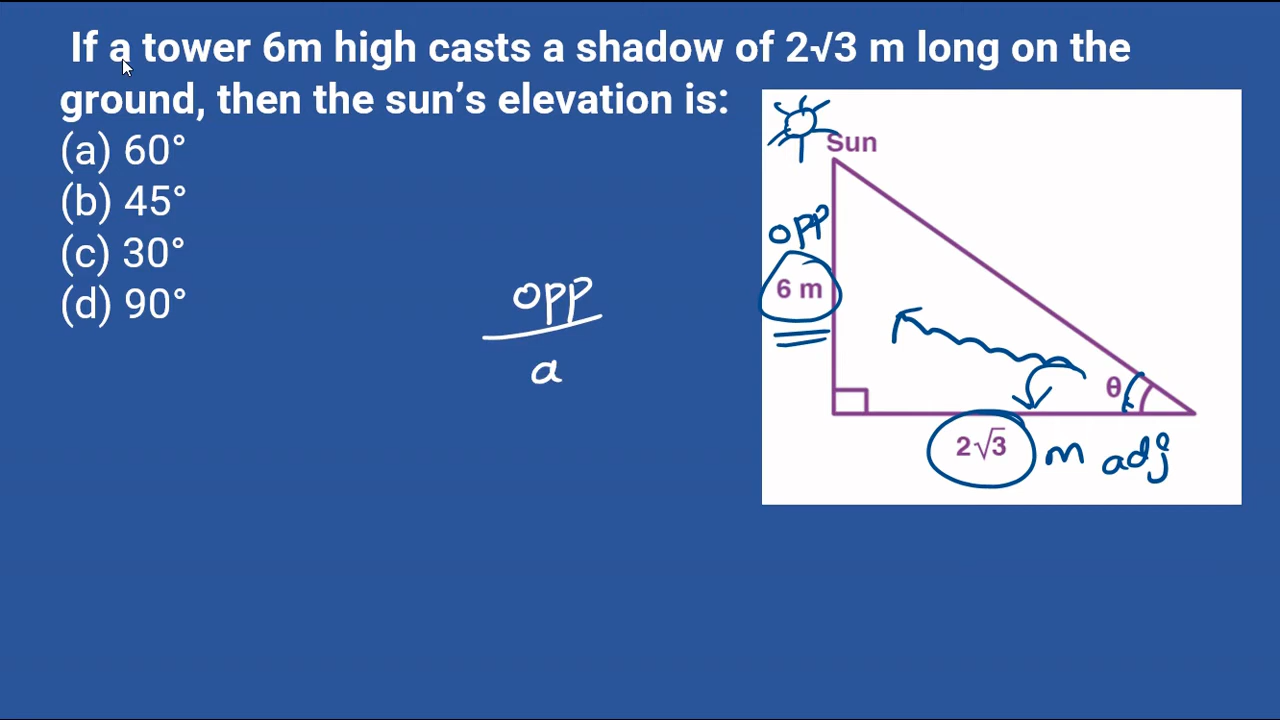 If a tower 6m high casts a shadow of 2√3 m long on the
ground, then the sun’s elevation is:
(a) 60°
(b) 45°
(c) 30°
(d) 90°
opp
a
Sun
opp
6 m
θ
2√3 m adj